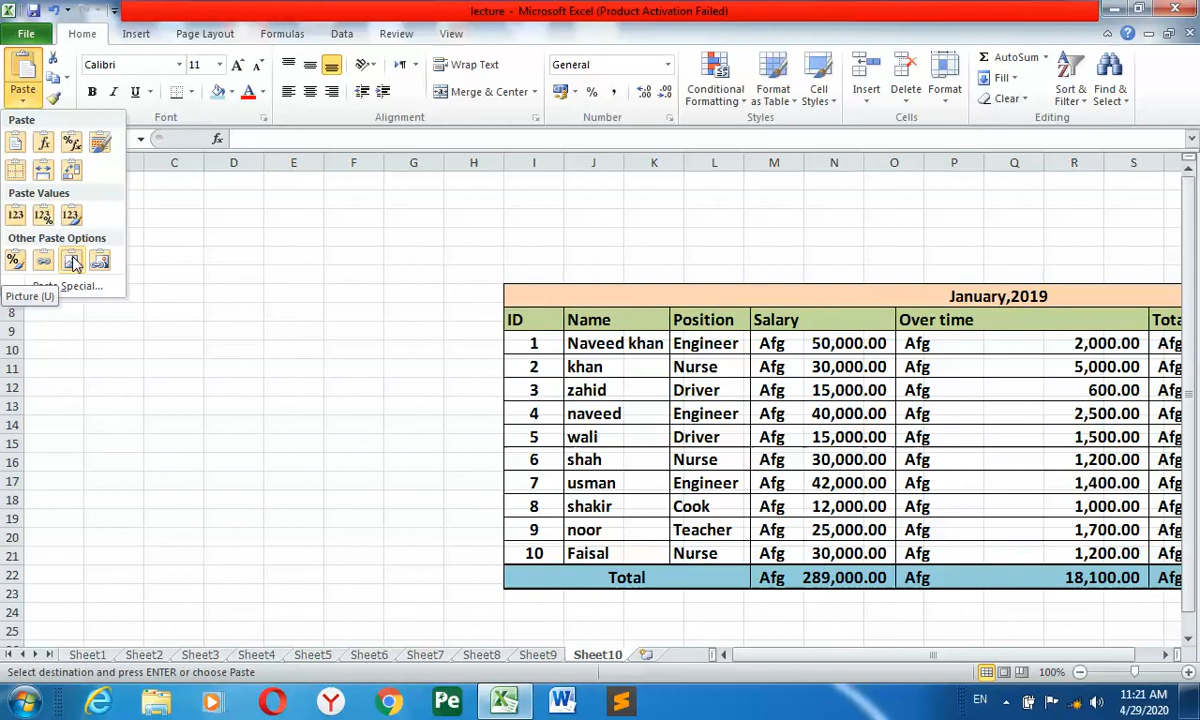 lecture - Microsoft Excel (Product Activation Failed)
File Home Insert Page Layout Formulas Data Review View
Paste
Calibri 11
B I U
Font
Wrap Text
Merge & Center
Alignment
General
Number
Conditional Formatting
Format as Table
Cell Styles
Styles
Insert Delete Format
Cells
AutoSum
Fill
Clear
Sort & Filter
Find & Select
Editing
Paste
Paste Values
Other Paste Options
Special...
Picture (U)
C D E F G H I J K L M N O P Q R S
8
9
10
11
12
13
14
15
16
17
18
19
20
21
22
23
24
25
January,2019
ID Name Position Salary Over time Tota
1 Naveed khan Engineer Afg 50,000.00 Afg 2,000.00 Afg
2 khan Nurse Afg 30,000.00 Afg 5,000.00 Afg
3 zahid Driver Afg 15,000.00 Afg 600.00 Afg
4 naveed Engineer Afg 40,000.00 Afg 2,500.00 Afg
5 wali Driver Afg 15,000.00 Afg 1,500.00 Afg
6 shah Nurse Afg 30,000.00 Afg 1,200.00 Afg
7 usman Engineer Afg 42,000.00 Afg 1,400.00 Afg
8 shakir Cook Afg 12,000.00 Afg 1,000.00 Afg
9 noor Teacher Afg 25,000.00 Afg 1,700.00 Afg
10 Faisal Nurse Afg 30,000.00 Afg 1,200.00 Afg
Total Afg 289,000.00 Afg 18,100.00 Afg
Sheet1 Sheet2 Sheet3 Sheet4 Sheet5 Sheet6 Sheet7 Sheet8 Sheet9 Sheet10
Select destination and press ENTER or choose Paste
100%
EN
11:21 AM
4/29/2020